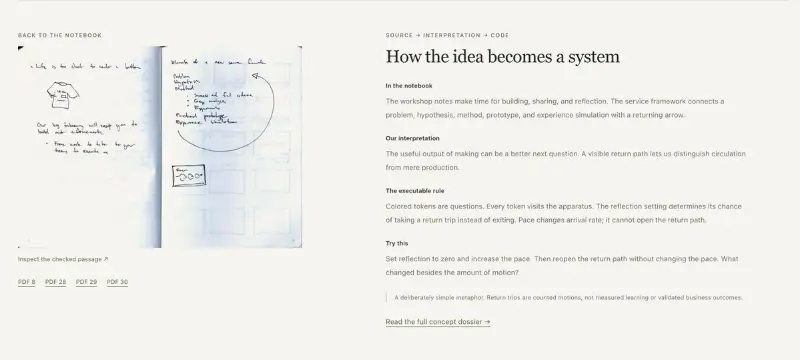 BACK TO THE NOTEBOOK
Life is too short to
Problem
Hypothesis
Method
Functional prototype
Experience simulation
Inspect the checked passage ↗
PDF 8 PDF 28 PDF 29 PDF 30
SOURCE → INTERPRETATION → CODE
How the idea becomes a system
In the notebook
The workshop notes make time for building, sharing, and reflection. The service framework connects a
problem, hypothesis, method, prototype, and experience simulation with a returning arrow.
Our interpretation
The useful output of making can be a better next question. A visible return path lets us distinguish circulation
from more production.
The executable rule
Colored tokens are questions. Every token visits the apparatus. The reflection setting determines its chance
of taking a return trip instead of exiting. Pace changes arrival rate; it cannot open the return path.
Try this
Set reflection to zero and increase the pace. Then reopen the return path without changing the pace. What
changed besides the amount of motion?
A deliberately simple metaphor. Return trips are counted motions, not measured learning or validated business outcomes.
Read the full concept dossier →